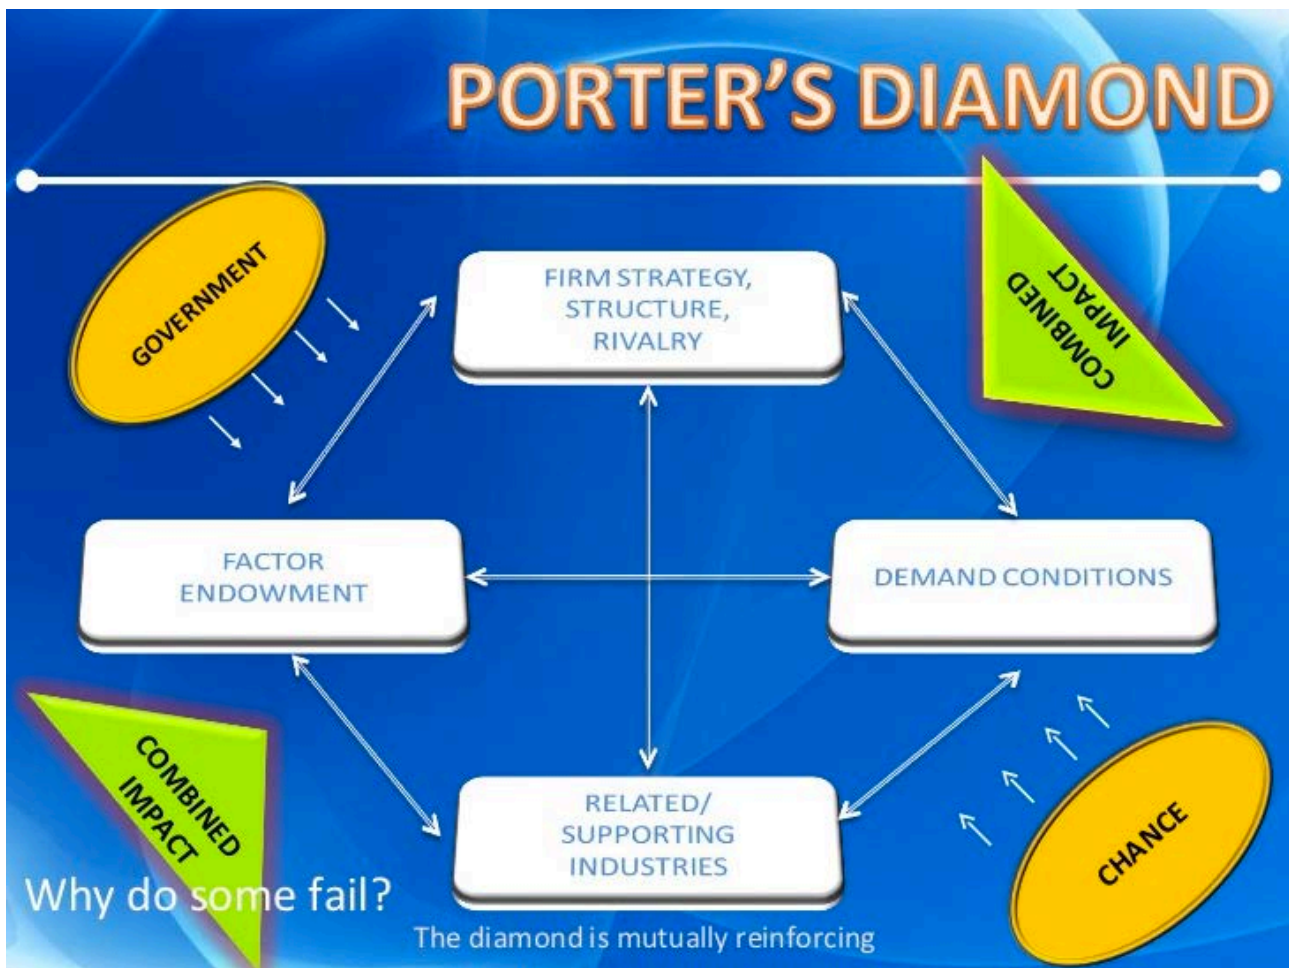 PORTER'S DIAMOND
GOVERNMENT
FIRM STRATEGY,
STRUCTURE,
RIVALRY
COMBINED
IMPACT
FACTOR
ENDOWMENT
DEMAND CONDITIONS
COMBINED
IMPACT
RELATED/
SUPPORTING
INDUSTRIES
CHANCE
Why do some fail?
The diamond is mutually reinforcing